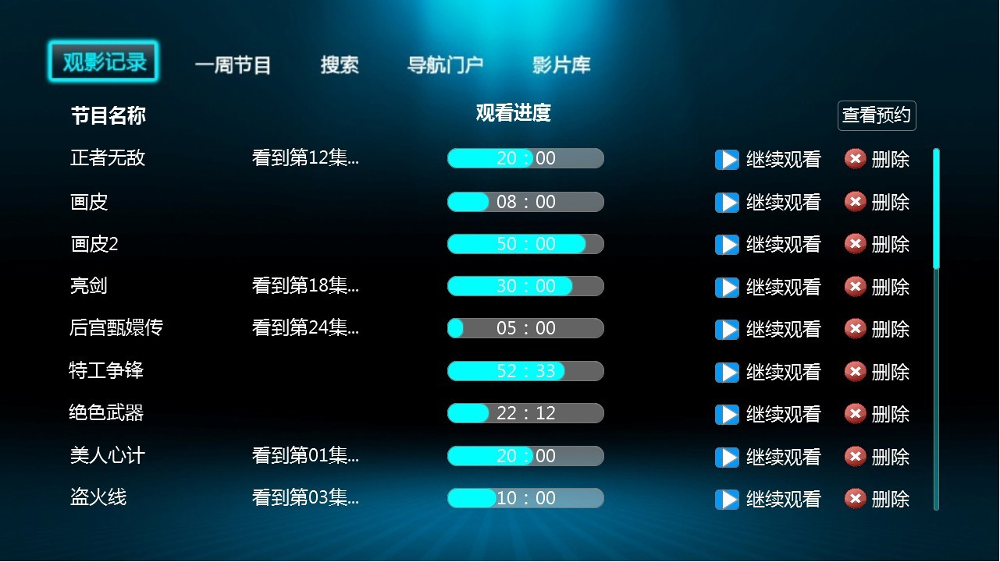 观影记录 一周节目 搜索 导航门户 影片库
节目名称 观看进度 查看预约
正者无敌 看到第12集... 20：00 继续观看 删除
画皮 08：00 继续观看 删除
画皮2 50：00 继续观看 删除
亮剑 看到第18集... 30：00 继续观看 删除
后宫甄嬛传 看到第24集... 05：00 继续观看 删除
特工争锋 52：33 继续观看 删除
绝色武器 22：12 继续观看 删除
美人心计 看到第01集... 20：00 继续观看 删除
盗火线 看到第03集... 10：00 继续观看 删除